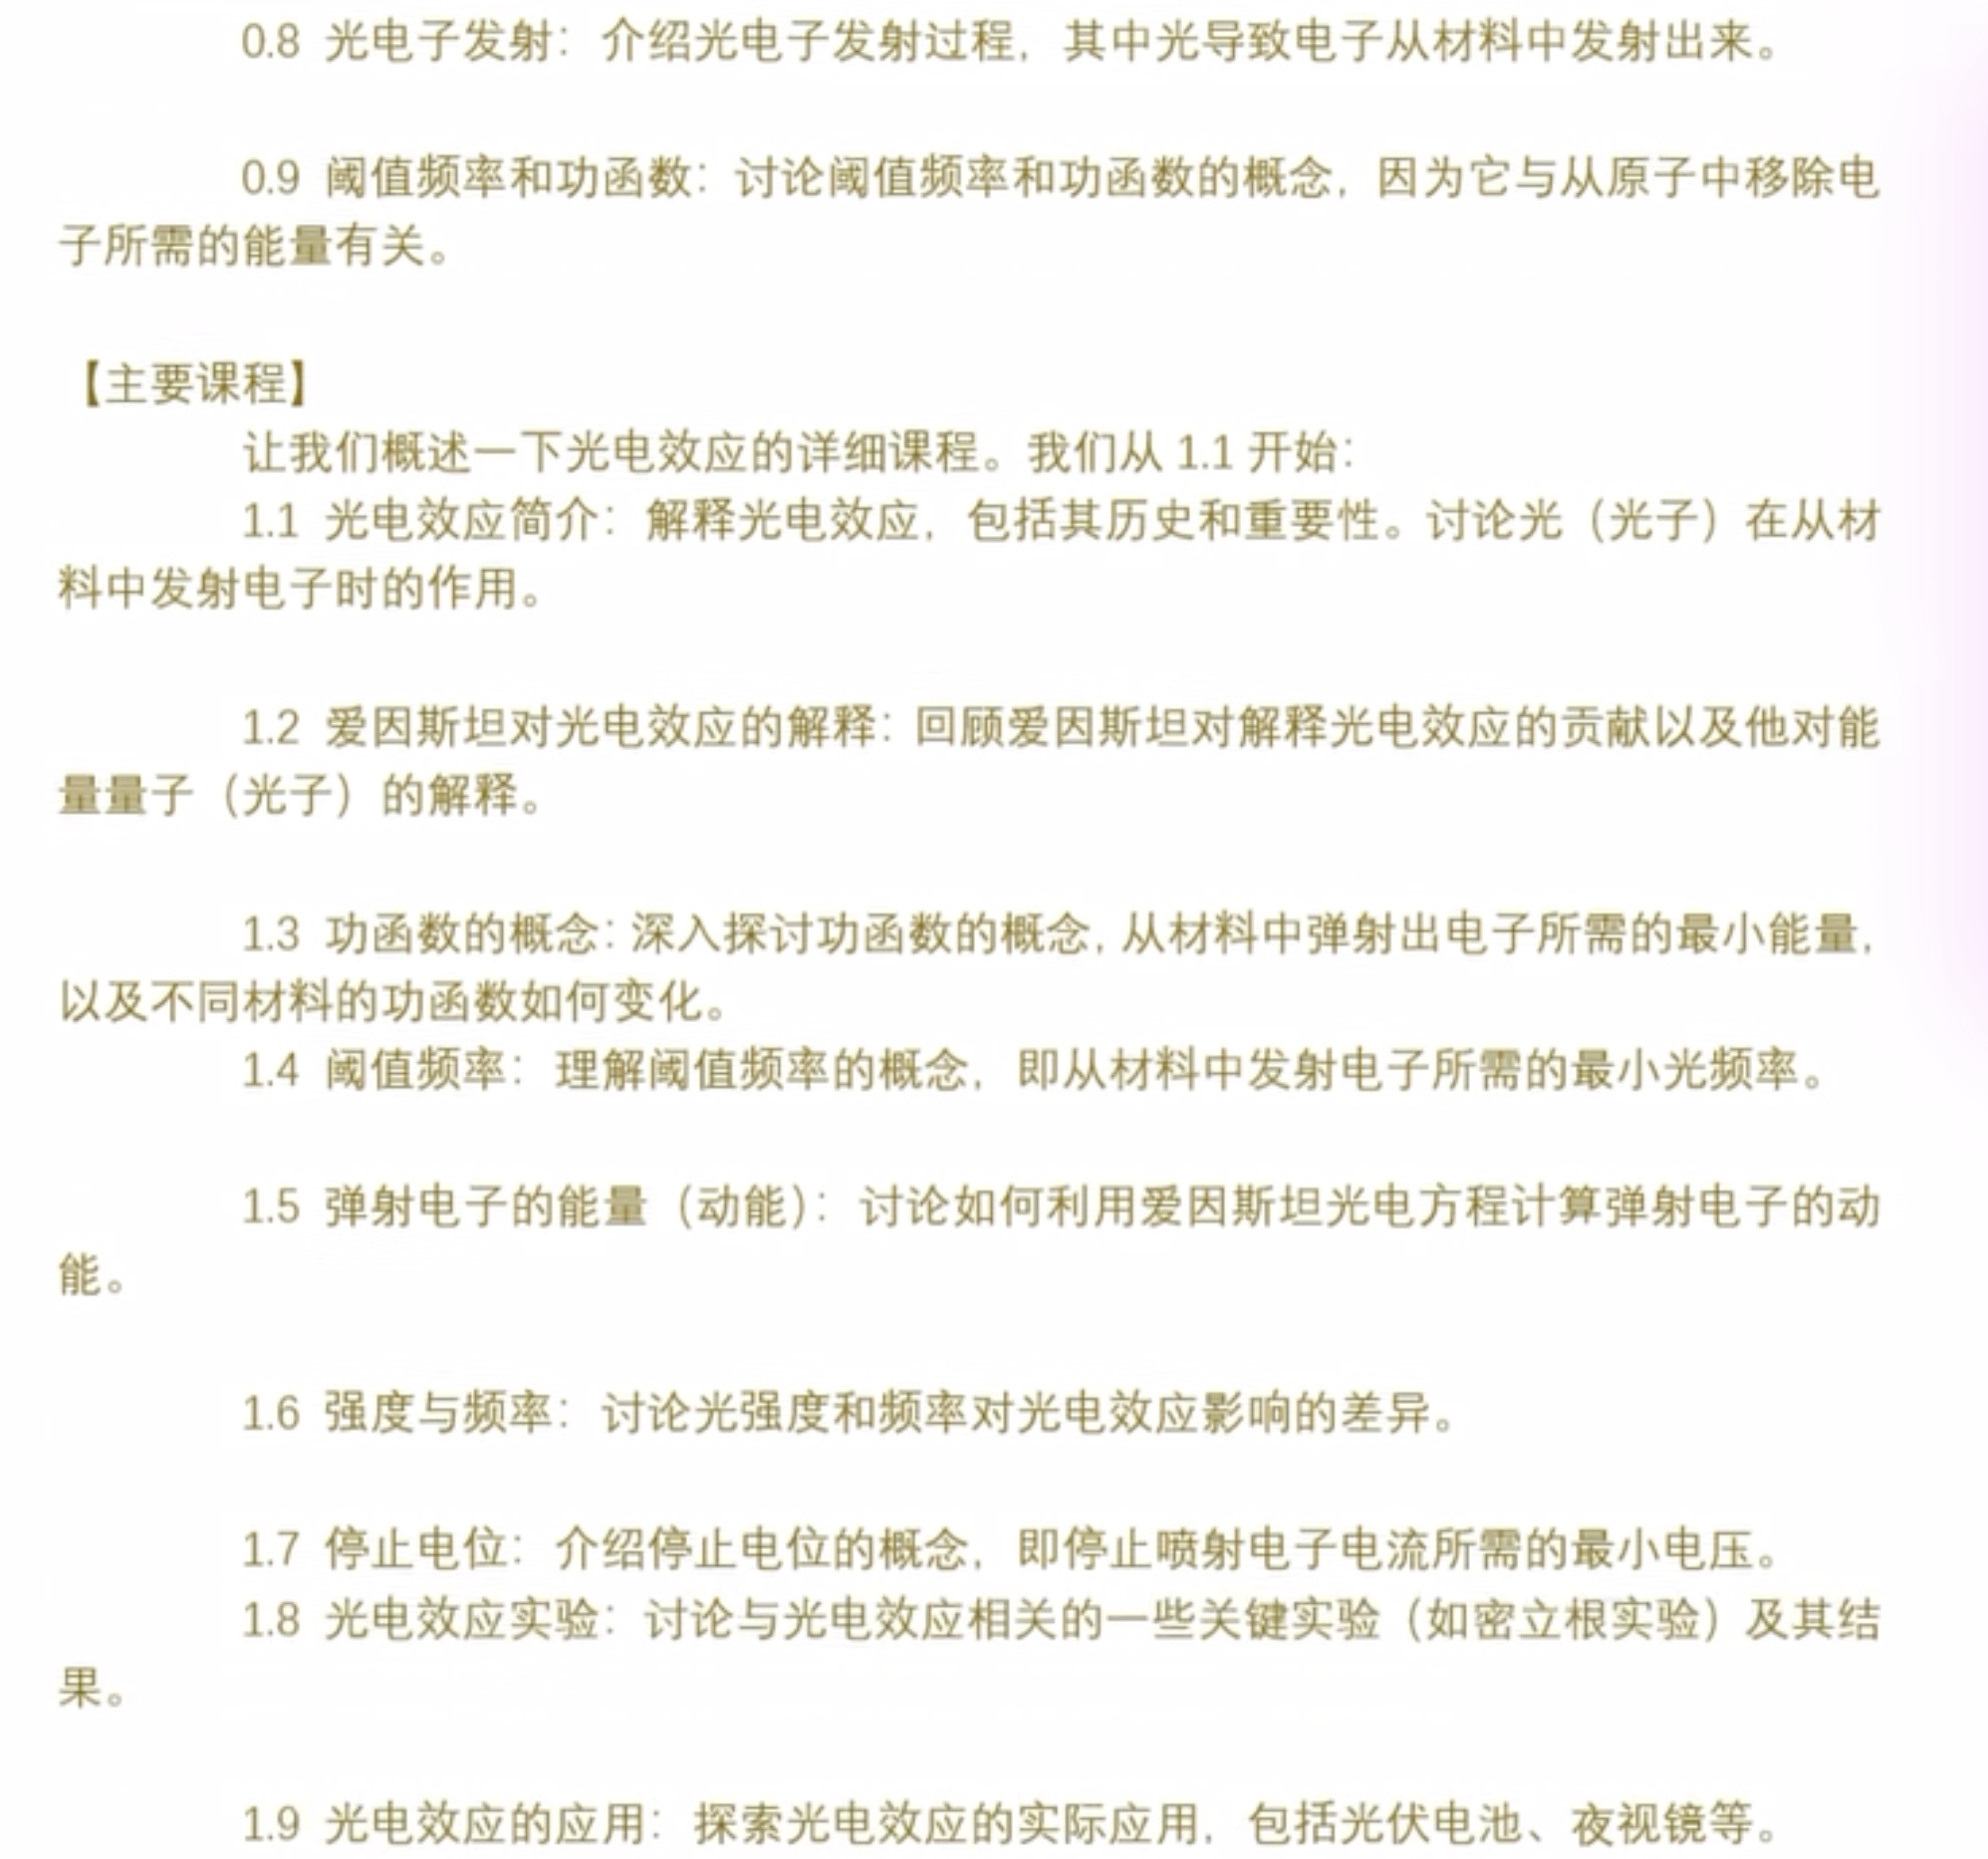 0.8 光电子发射：介绍光电子发射过程，其中光导致电子从材料中发射出来。
0.9 阈值频率和功函数：讨论阈值频率和功函数的概念，因为它与从原子中移除电
子所需的能量有关。
【主要课程】
让我们概述一下光电效应的详细课程。我们从 1.1 开始：
1.1 光电效应简介：解释光电效应，包括其历史和重要性。讨论光（光子）在从材
料中发射电子时的作用。
1.2 爱因斯坦对光电效应的解释：回顾爱因斯坦对解释光电效应的贡献以及他对能
量量子（光子）的解释。
1.3 功函数的概念：深入探讨功函数的概念，从材料中弹射出电子所需的最小能量，
以及不同材料的功函数如何变化。
1.4 阈值频率：理解阈值频率的概念，即从材料中发射电子所需的最小光频率。
1.5 弹射电子的能量（动能）：讨论如何利用爱因斯坦光电方程计算弹射电子的动
能。
1.6 强度与频率：讨论光强度和频率对光电效应影响的差异。
1.7 停止电位：介绍停止电位的概念，即停止喷射电子电流所需的最小电压。
1.8 光电效应实验：讨论与光电效应相关的一些关键实验（如密立根实验）及其结
果。
1.9 光电效应的应用：探索光电效应的实际应用，包括光伏电池、夜视镜等。